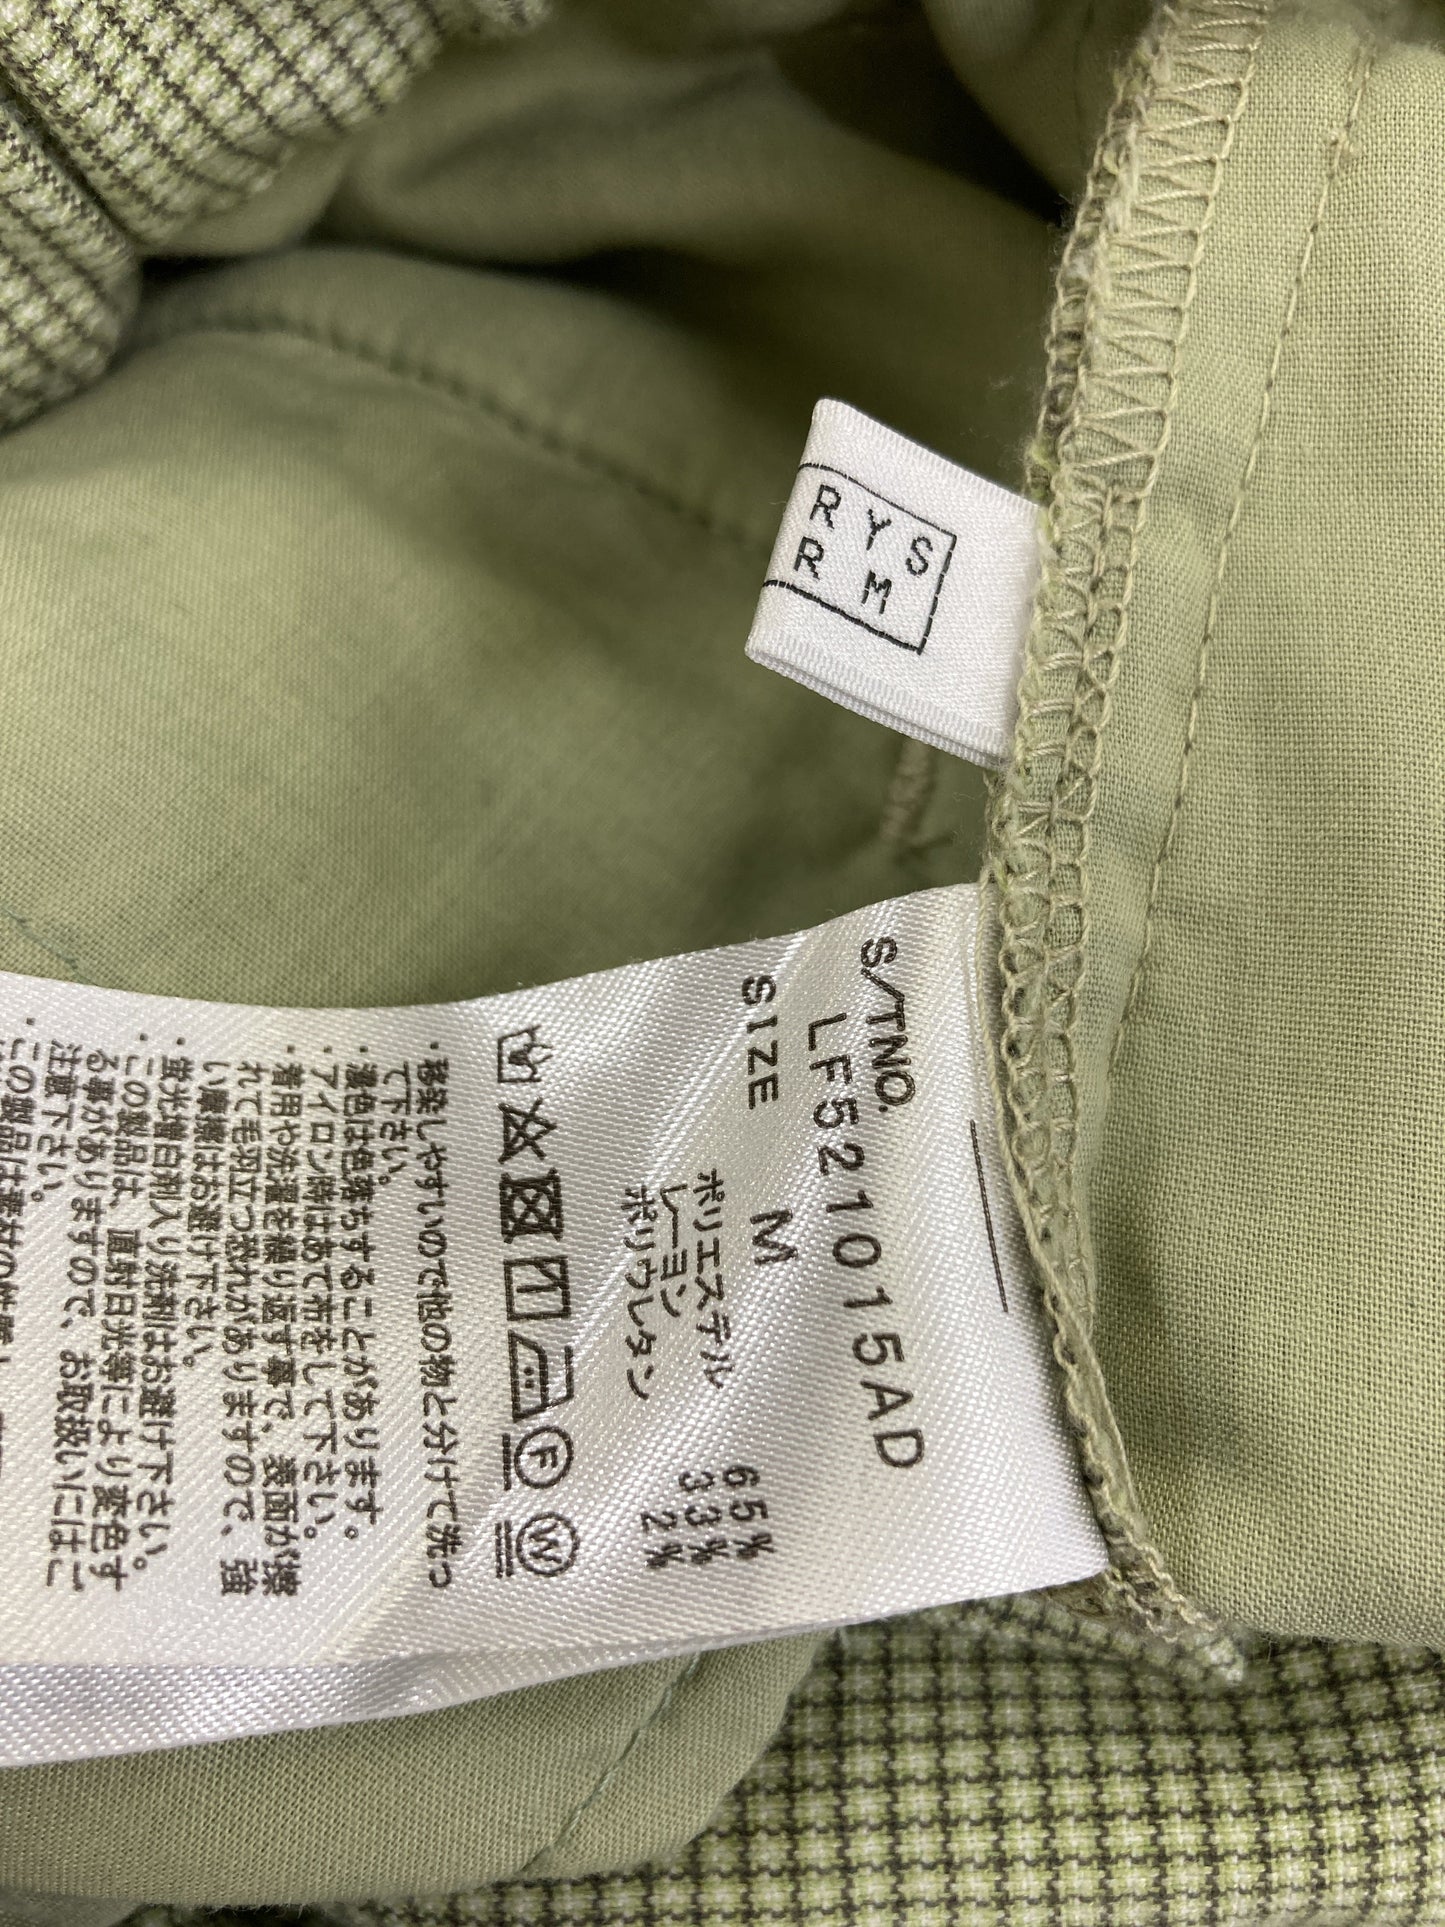 R Y S
R M
S/TNO.
LF521015AD
SIZE M
ポリエステル 65%
レーヨン 33%
ポリウレタン 2%
F
W
・移染しやすいので他の物と分けて洗っ
て下さい。
・濃色は色落ちすることがあります。
・アイロン時はあて布をして下さい。
・着用や洗濯を繰り返す事で、表面が擦
れて毛羽立つ恐れがありますので、強
い摩擦はお避け下さい。
・蛍光増白剤入り洗剤はお避け下さい。
・この製品は、直射日光等により変色す
る事がありますので、お取扱いにはご
注意下さい。